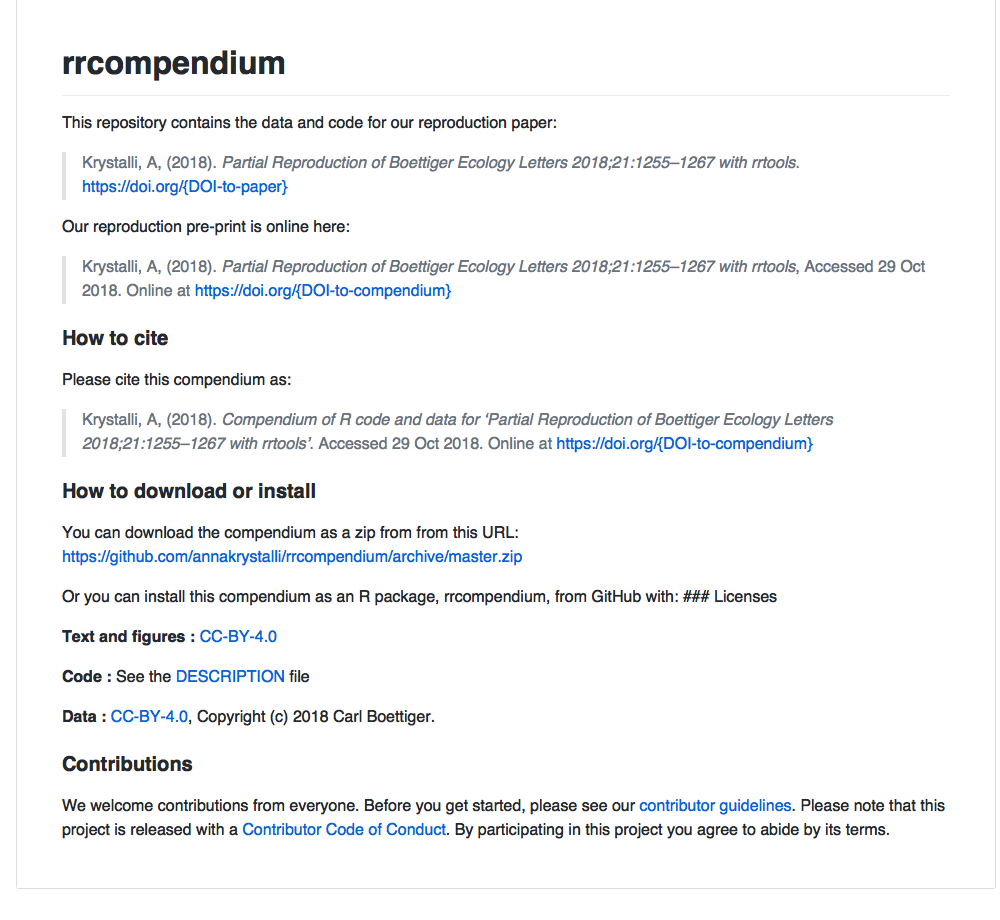 rrcompendium
This repository contains the data and code for our reproduction paper:
Krystalli, A, (2018). Partial Reproduction of Boettiger Ecology Letters 2018;21:1255–1267 with rrtools.
https://doi.org/{DOI-to-paper}
Our reproduction pre-print is online here:
Krystalli, A, (2018). Partial Reproduction of Boettiger Ecology Letters 2018;21:1255–1267 with rrtools, Accessed 29 Oct
2018. Online at https://doi.org/{DOI-to-compendium}
How to cite
Please cite this compendium as:
Krystalli, A, (2018). Compendium of R code and data for ‘Partial Reproduction of Boettiger Ecology Letters
2018;21:1255–1267 with rrtools’. Accessed 29 Oct 2018. Online at https://doi.org/{DOI-to-compendium}
How to download or install
You can download the compendium as a zip from from this URL:
https://github.com/annakrystalli/rrcompendium/archive/master.zip
Or you can install this compendium as an R package, rrcompendium, from GitHub with: ### Licenses
Text and figures : CC-BY-4.0
Code : See the DESCRIPTION file
Data : CC-BY-4.0, Copyright (c) 2018 Carl Boettiger.
Contributions
We welcome contributions from everyone. Before you get started, please see our contributor guidelines. Please note that this
project is released with a Contributor Code of Conduct. By participating in this project you agree to abide by its terms.